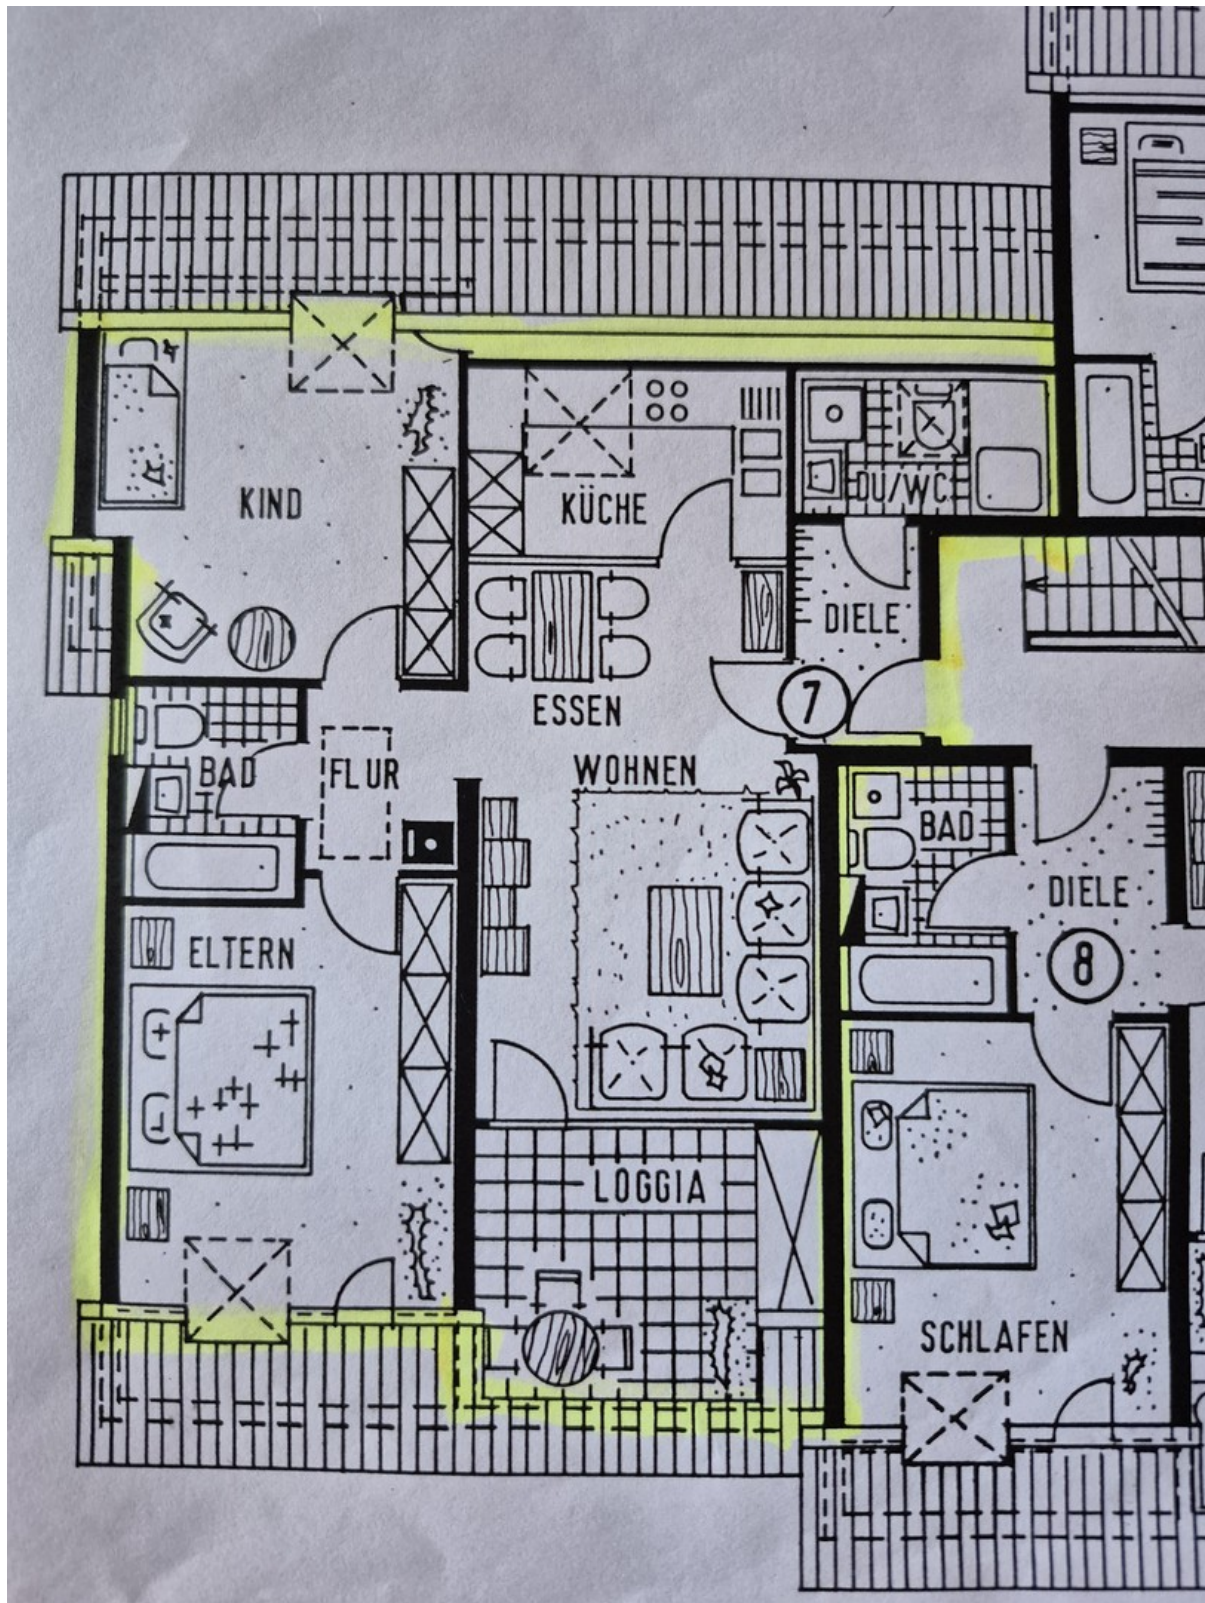 KIND
KÜCHE
DU/WC
DIELE
7
ESSEN
WOHNEN
BAD
FLUR
BAD
DIELE
8
ELTERN
LOGGIA
SCHLAFEN